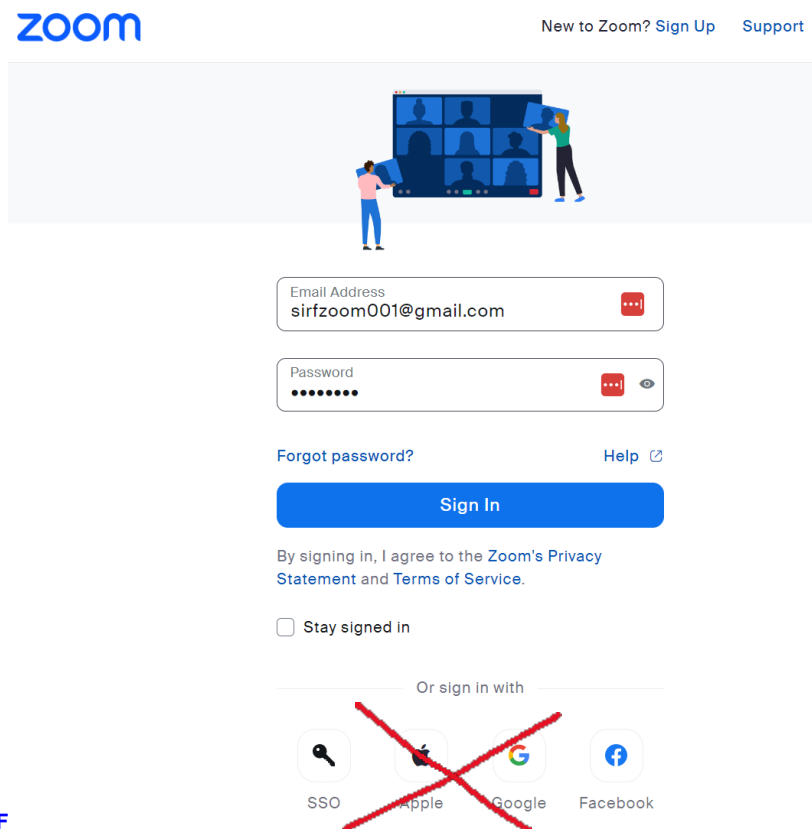 zoom
New to Zoom? Sign Up Support
Email Address
sirfzoom001@gmail.com
Password
••••••••
Forgot password? Help
Sign In
By signing in, I agree to the Zoom's Privacy
Statement and Terms of Service.
Stay signed in
Or sign in with
SSO Apple Google Facebook
F